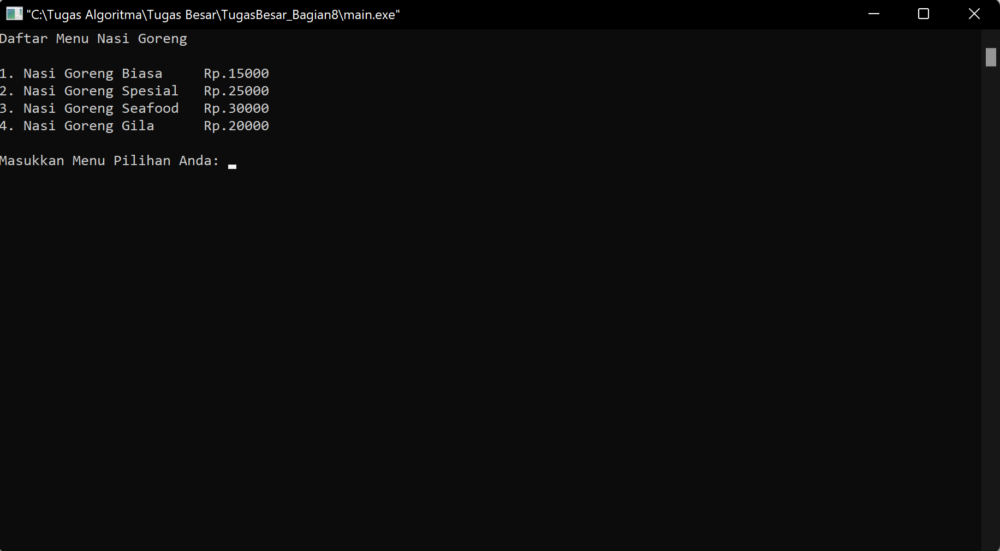 "C:\Tugas Algoritma\Tugas Besar\TugasBesar_Bagian8\main.exe"
Daftar Menu Nasi Goreng
1. Nasi Goreng Biasa     Rp.15000
2. Nasi Goreng Spesial   Rp.25000
3. Nasi Goreng Seafood   Rp.30000
4. Nasi Goreng Gila      Rp.20000
Masukkan Menu Pilihan Anda: